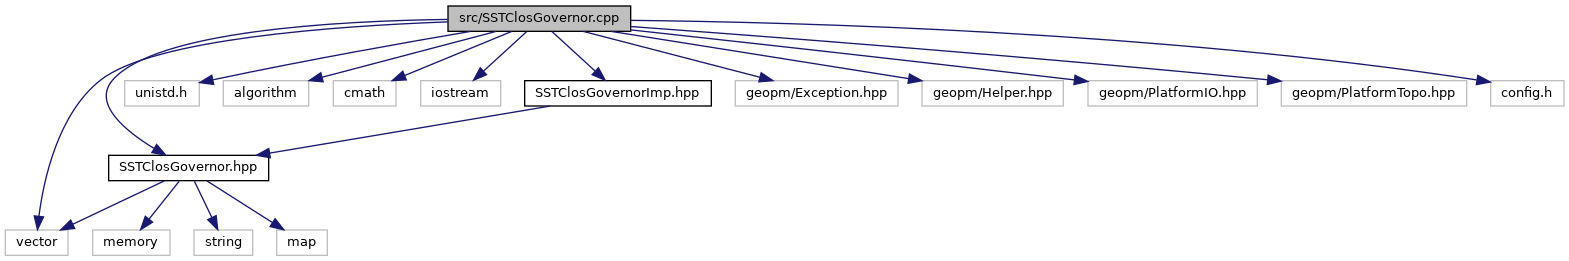 src/SSTClosGovernor.cpp
unistd.h
algorithm
cmath
iostream
SSTClosGovernorImp.hpp
geopm/Exception.hpp
geopm/Helper.hpp
geopm/PlatformIO.hpp
geopm/PlatformTopo.hpp
config.h
SSTClosGovernor.hpp
vector
memory
string
map